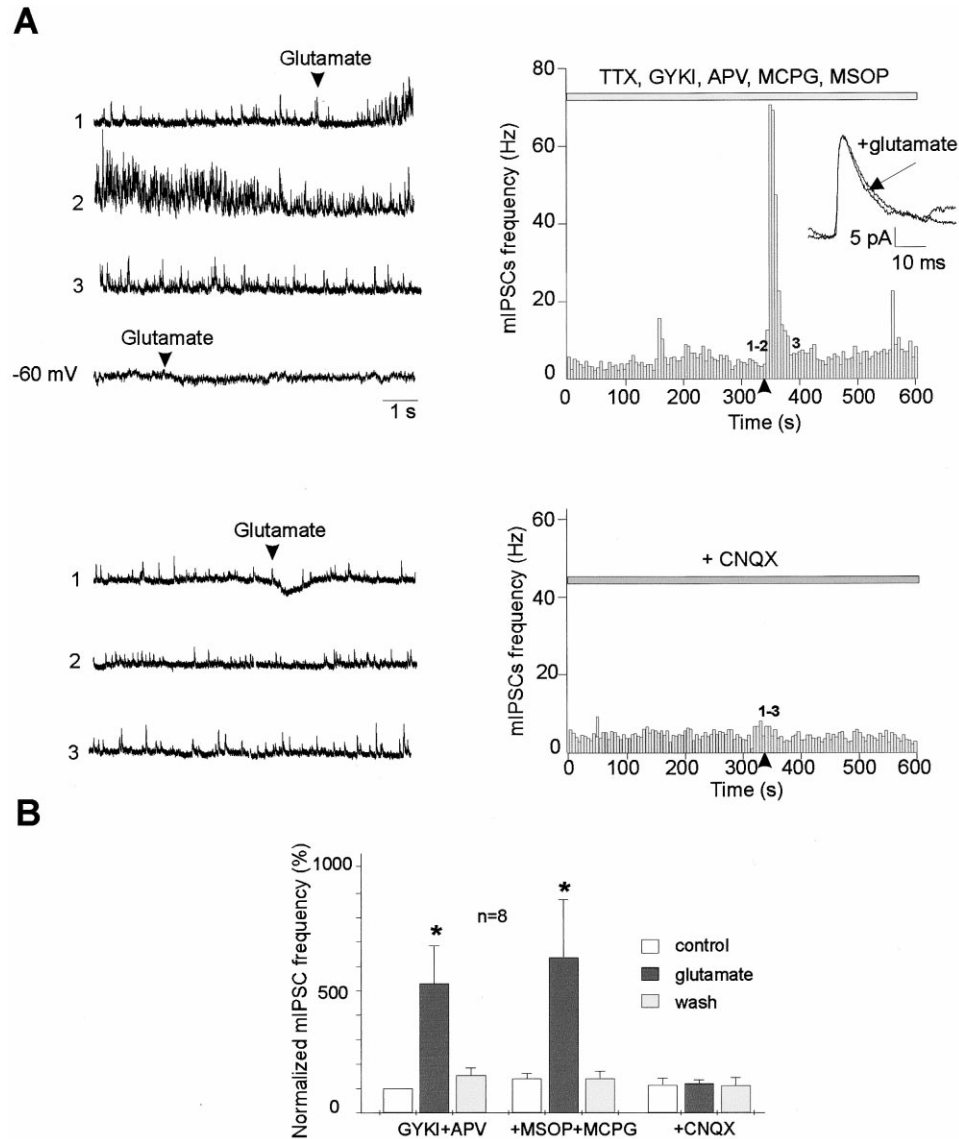 A
Glutamate
1
2
3
Glutamate
-60 mV
1 s
80
60
40
20
0
mIPSCs frequency (Hz)
TTX, GYKI, APV, MCPG, MSOP
+glutamate
5 pA
10 ms
1-2
3
0 100 200 300 400 500 600
Time (s)
Glutamate
1
2
3
60
40
20
0
mIPSCs frequency (Hz)
+ CNQX
1-3
0 100 200 300 400 500 600
Time (s)
B
1000
500
0
Normalized mIPSC frequency (%)
*
n=8
*
control
glutamate
wash
GYKI+APV
+MSOP+MCPG
+CNQX